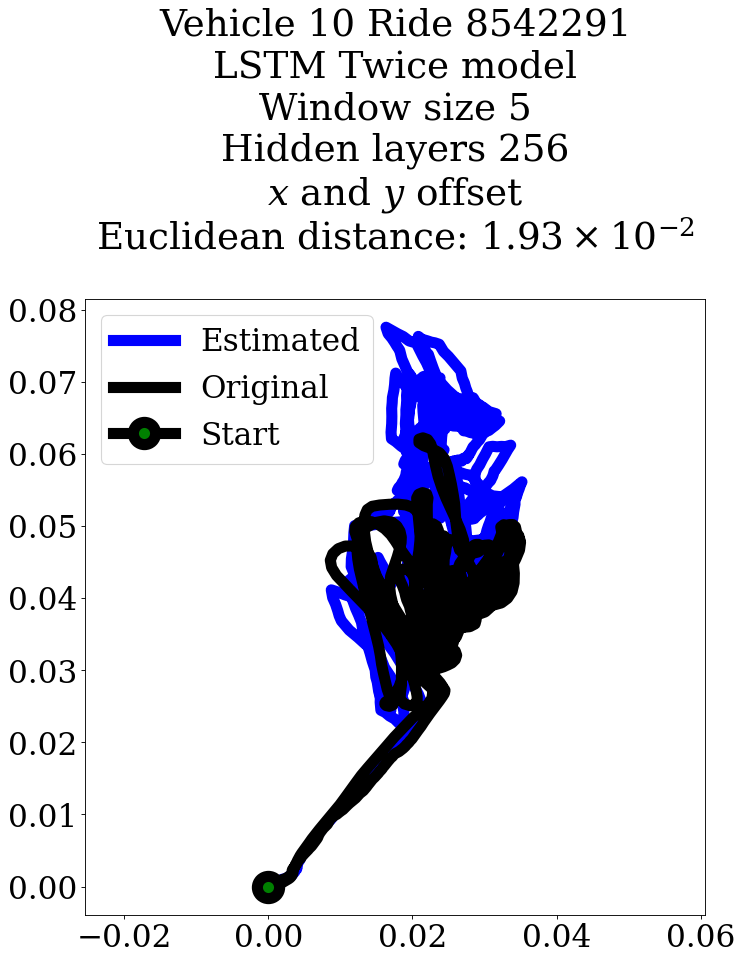 Vehicle 10 Ride 8542291
LSTM Twice model
Window size 5
Hidden layers 256
x and y offset
Euclidean distance: 1.93 × 10⁻²
0.08
0.07
0.06
0.05
0.04
0.03
0.02
0.01
0.00
Estimated
Original
Start
−0.02 0.00 0.02 0.04 0.06